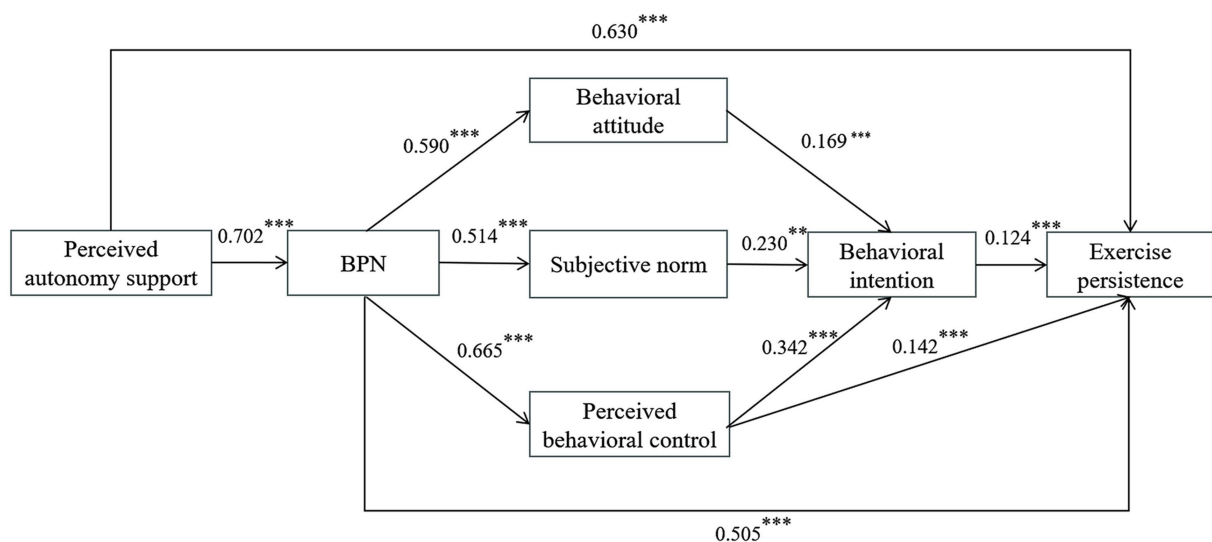 0.630***
Behavioral
attitude
0.590***
0.169***
Perceived
autonomy support
0.702***
BPN
0.514***
Subjective norm
0.230**
Behavioral
intention
0.124***
Exercise
persistence
0.665***
0.342***
0.142***
Perceived
behavioral control
0.505***